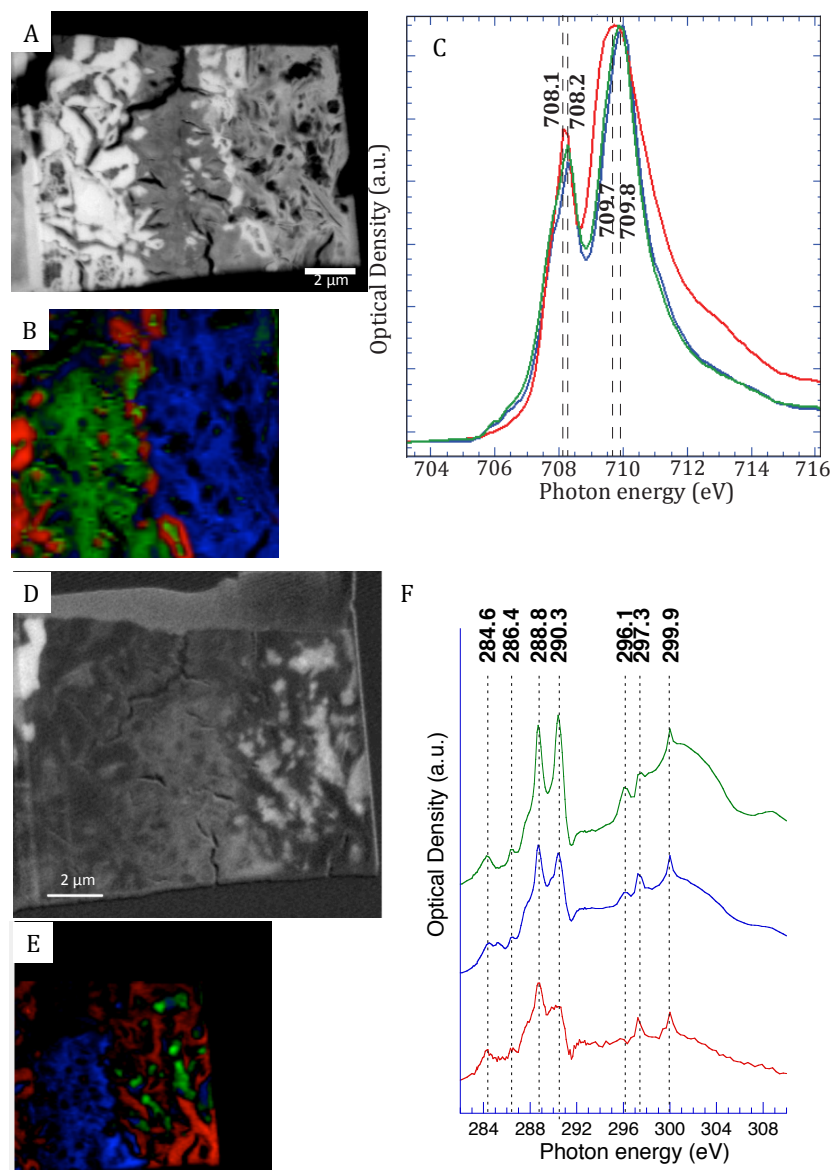 A
2 µm
B
C
708.1
708.2
709.7
709.8
Optical Density (a.u.)
704 706 708 710 712 714 716
Photon energy (eV)
D
2 µm
E
F
284.6
286.4
288.8
290.3
296.1
297.3
299.9
Optical Density (a.u.)
284 288 292 296 300 304 308
Photon energy (eV)